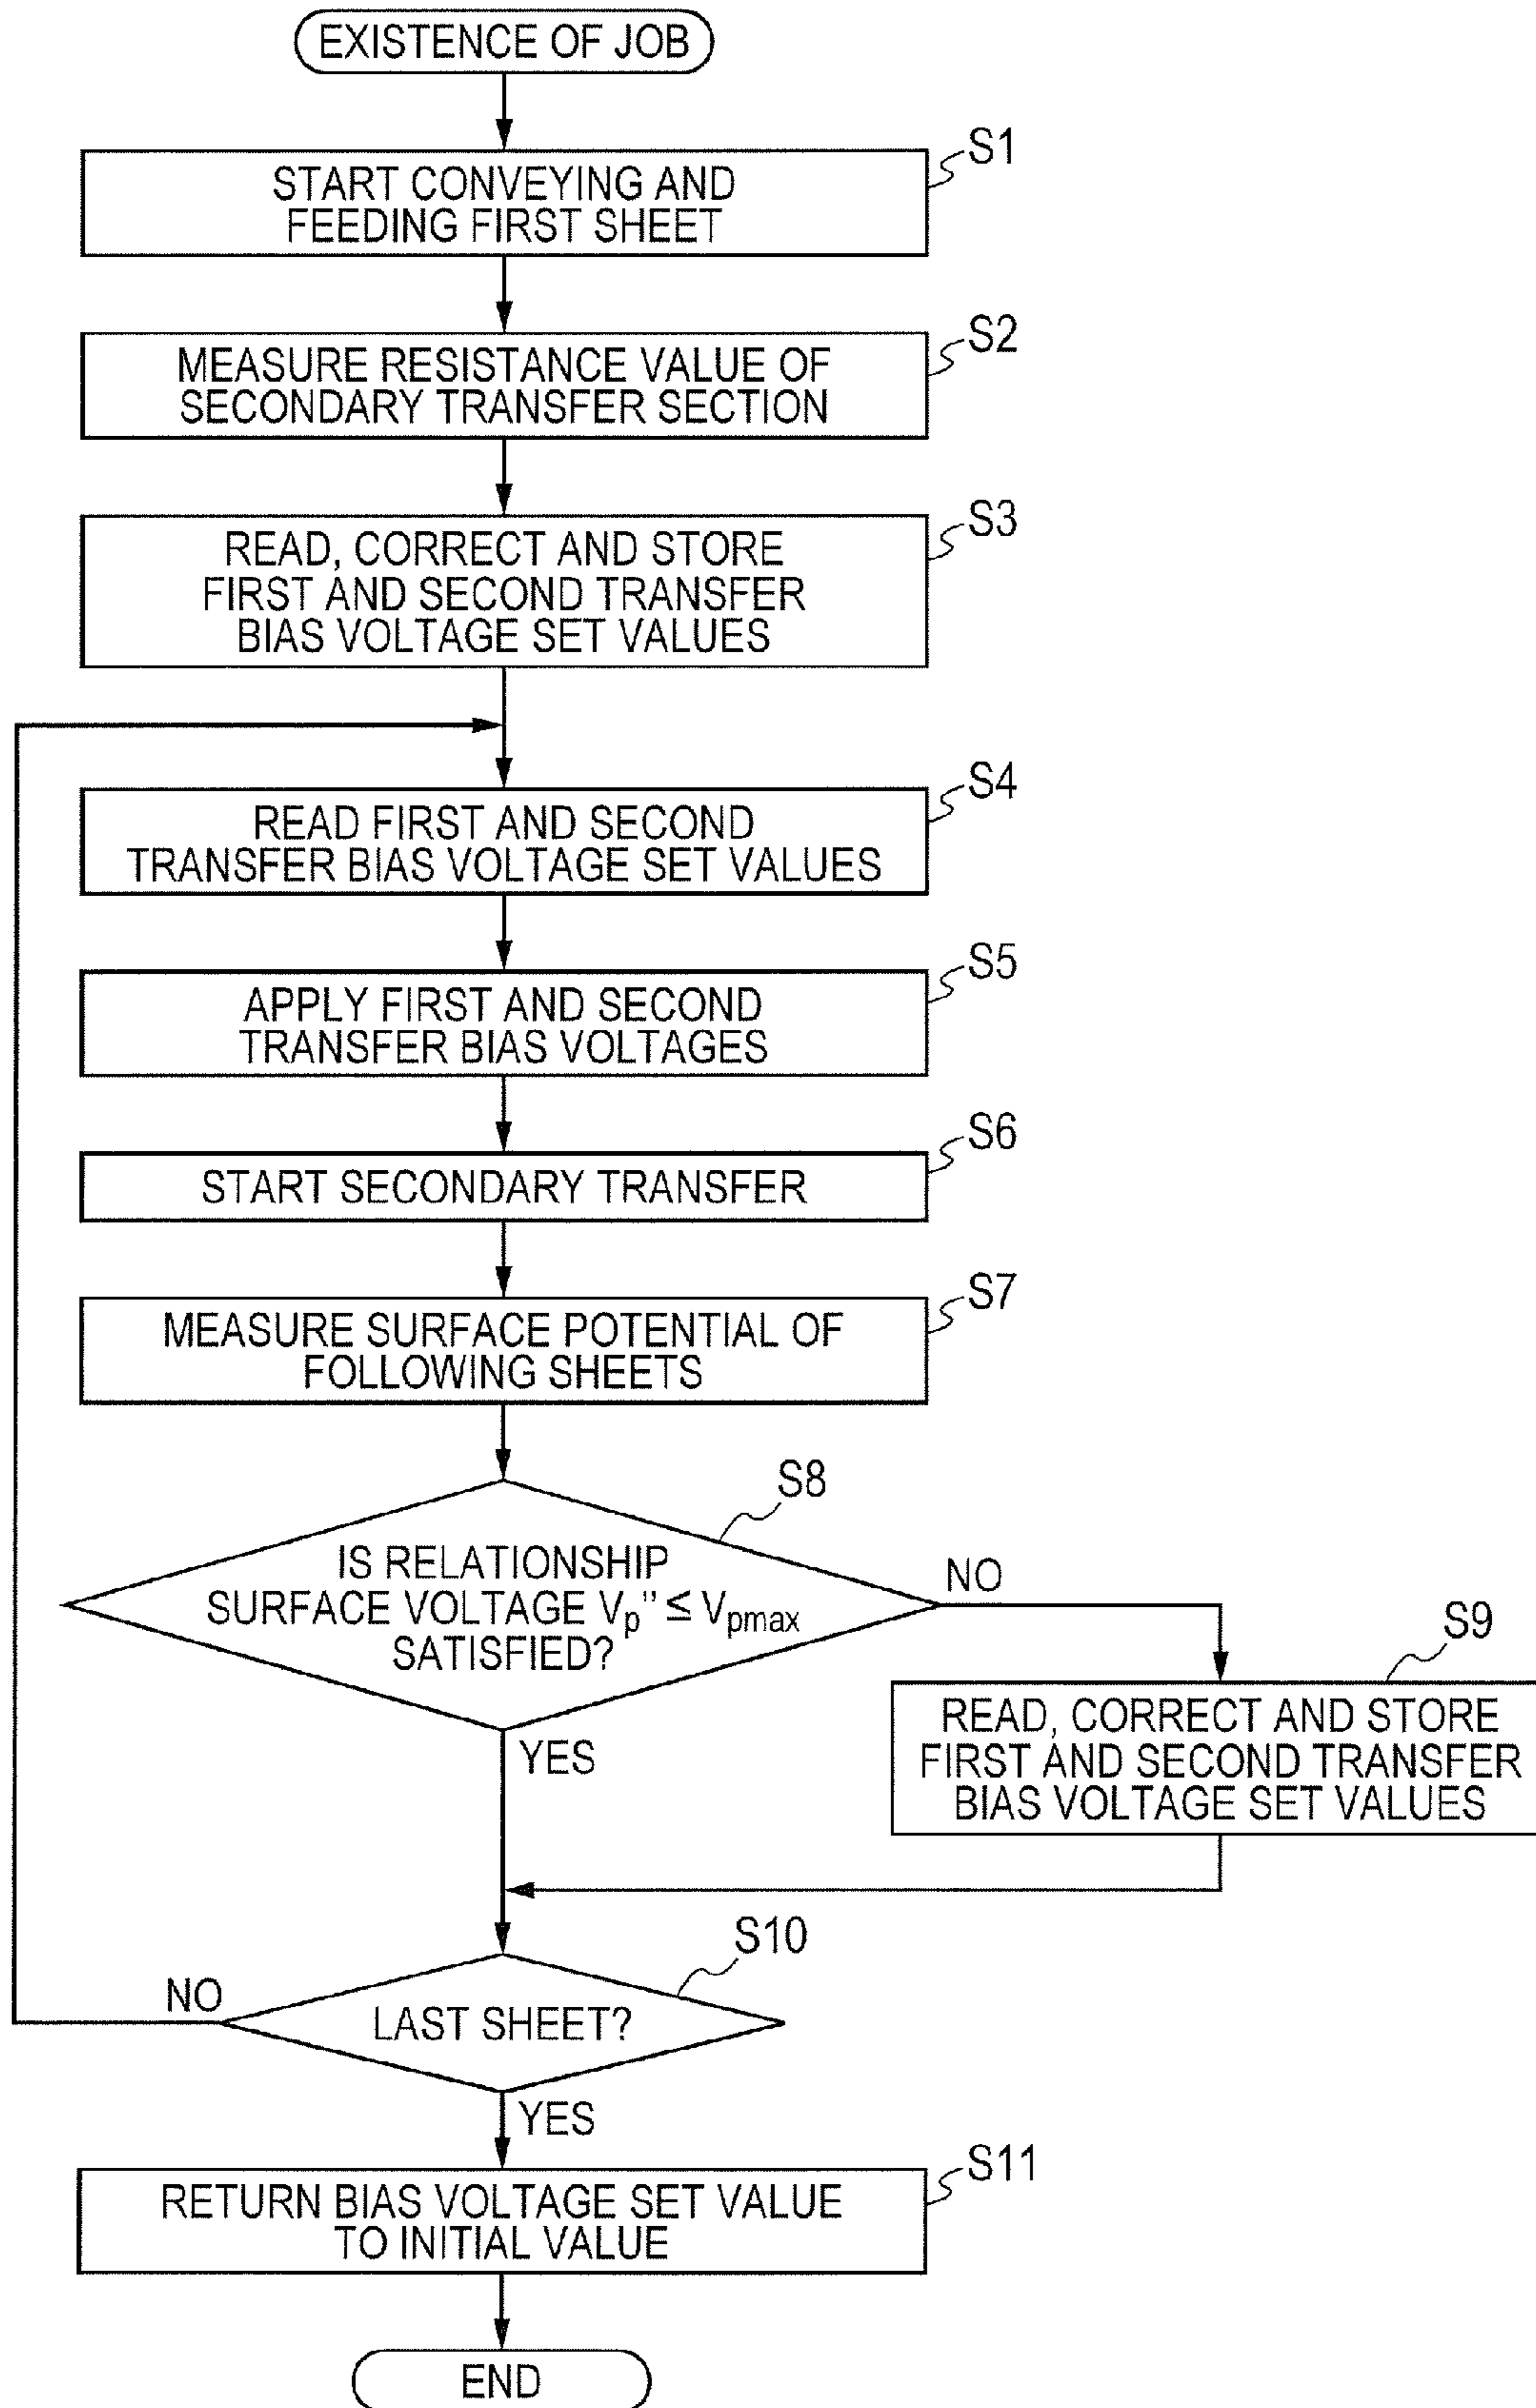 EXISTENCE OF JOB
S1
START CONVEYING AND
FEEDING FIRST SHEET
S2
MEASURE RESISTANCE VALUE OF
SECONDARY TRANSFER SECTION
S3
READ, CORRECT AND STORE
FIRST AND SECOND TRANSFER
BIAS VOLTAGE SET VALUES
S4
READ FIRST AND SECOND
TRANSFER BIAS VOLTAGE SET VALUES
S5
APPLY FIRST AND SECOND
TRANSFER BIAS VOLTAGES
S6
START SECONDARY TRANSFER
S7
MEASURE SURFACE POTENTIAL OF
FOLLOWING SHEETS
S8
IS RELATIONSHIP
SURFACE VOLTAGE Vp" ≤ Vpmax
SATISFIED?
NO
YES
S9
READ, CORRECT AND STORE
FIRST AND SECOND TRANSFER
BIAS VOLTAGE SET VALUES
S10
LAST SHEET?
NO
YES
S11
RETURN BIAS VOLTAGE SET VALUE
TO INITIAL VALUE
END